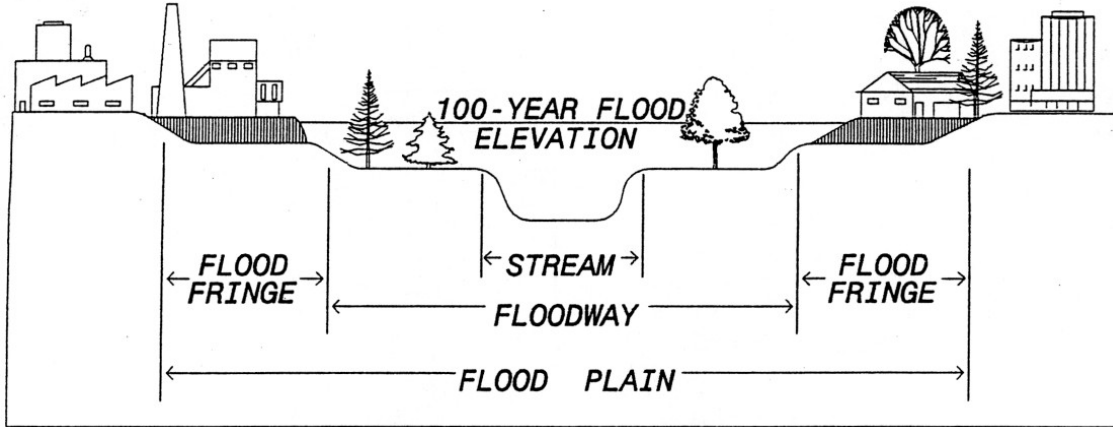 100-YEAR FLOOD
ELEVATION
FLOOD
FRINGE
STREAM
FLOOD
FRINGE
FLOODWAY
FLOOD PLAIN